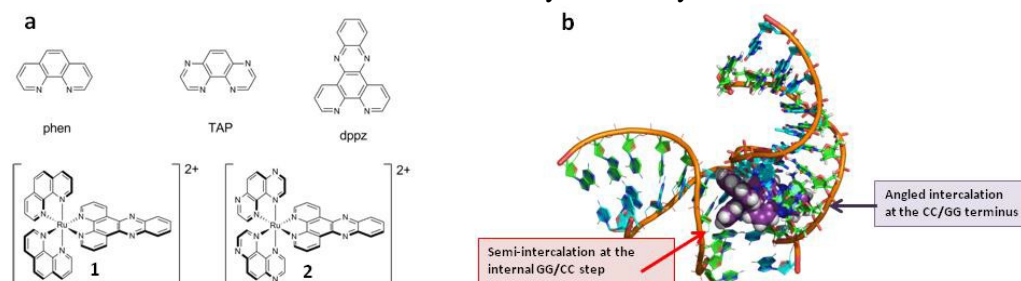 a
b
N N
N N
N N
N N
N N
phen
TAP
dppz
2+
2+
N N N N
Ru
N N N N
N N N N N N
Ru
N N N N N N
1
2
Angled intercalation
at the CC/GG terminus
Semi-intercalation at the
internal GG/CC step